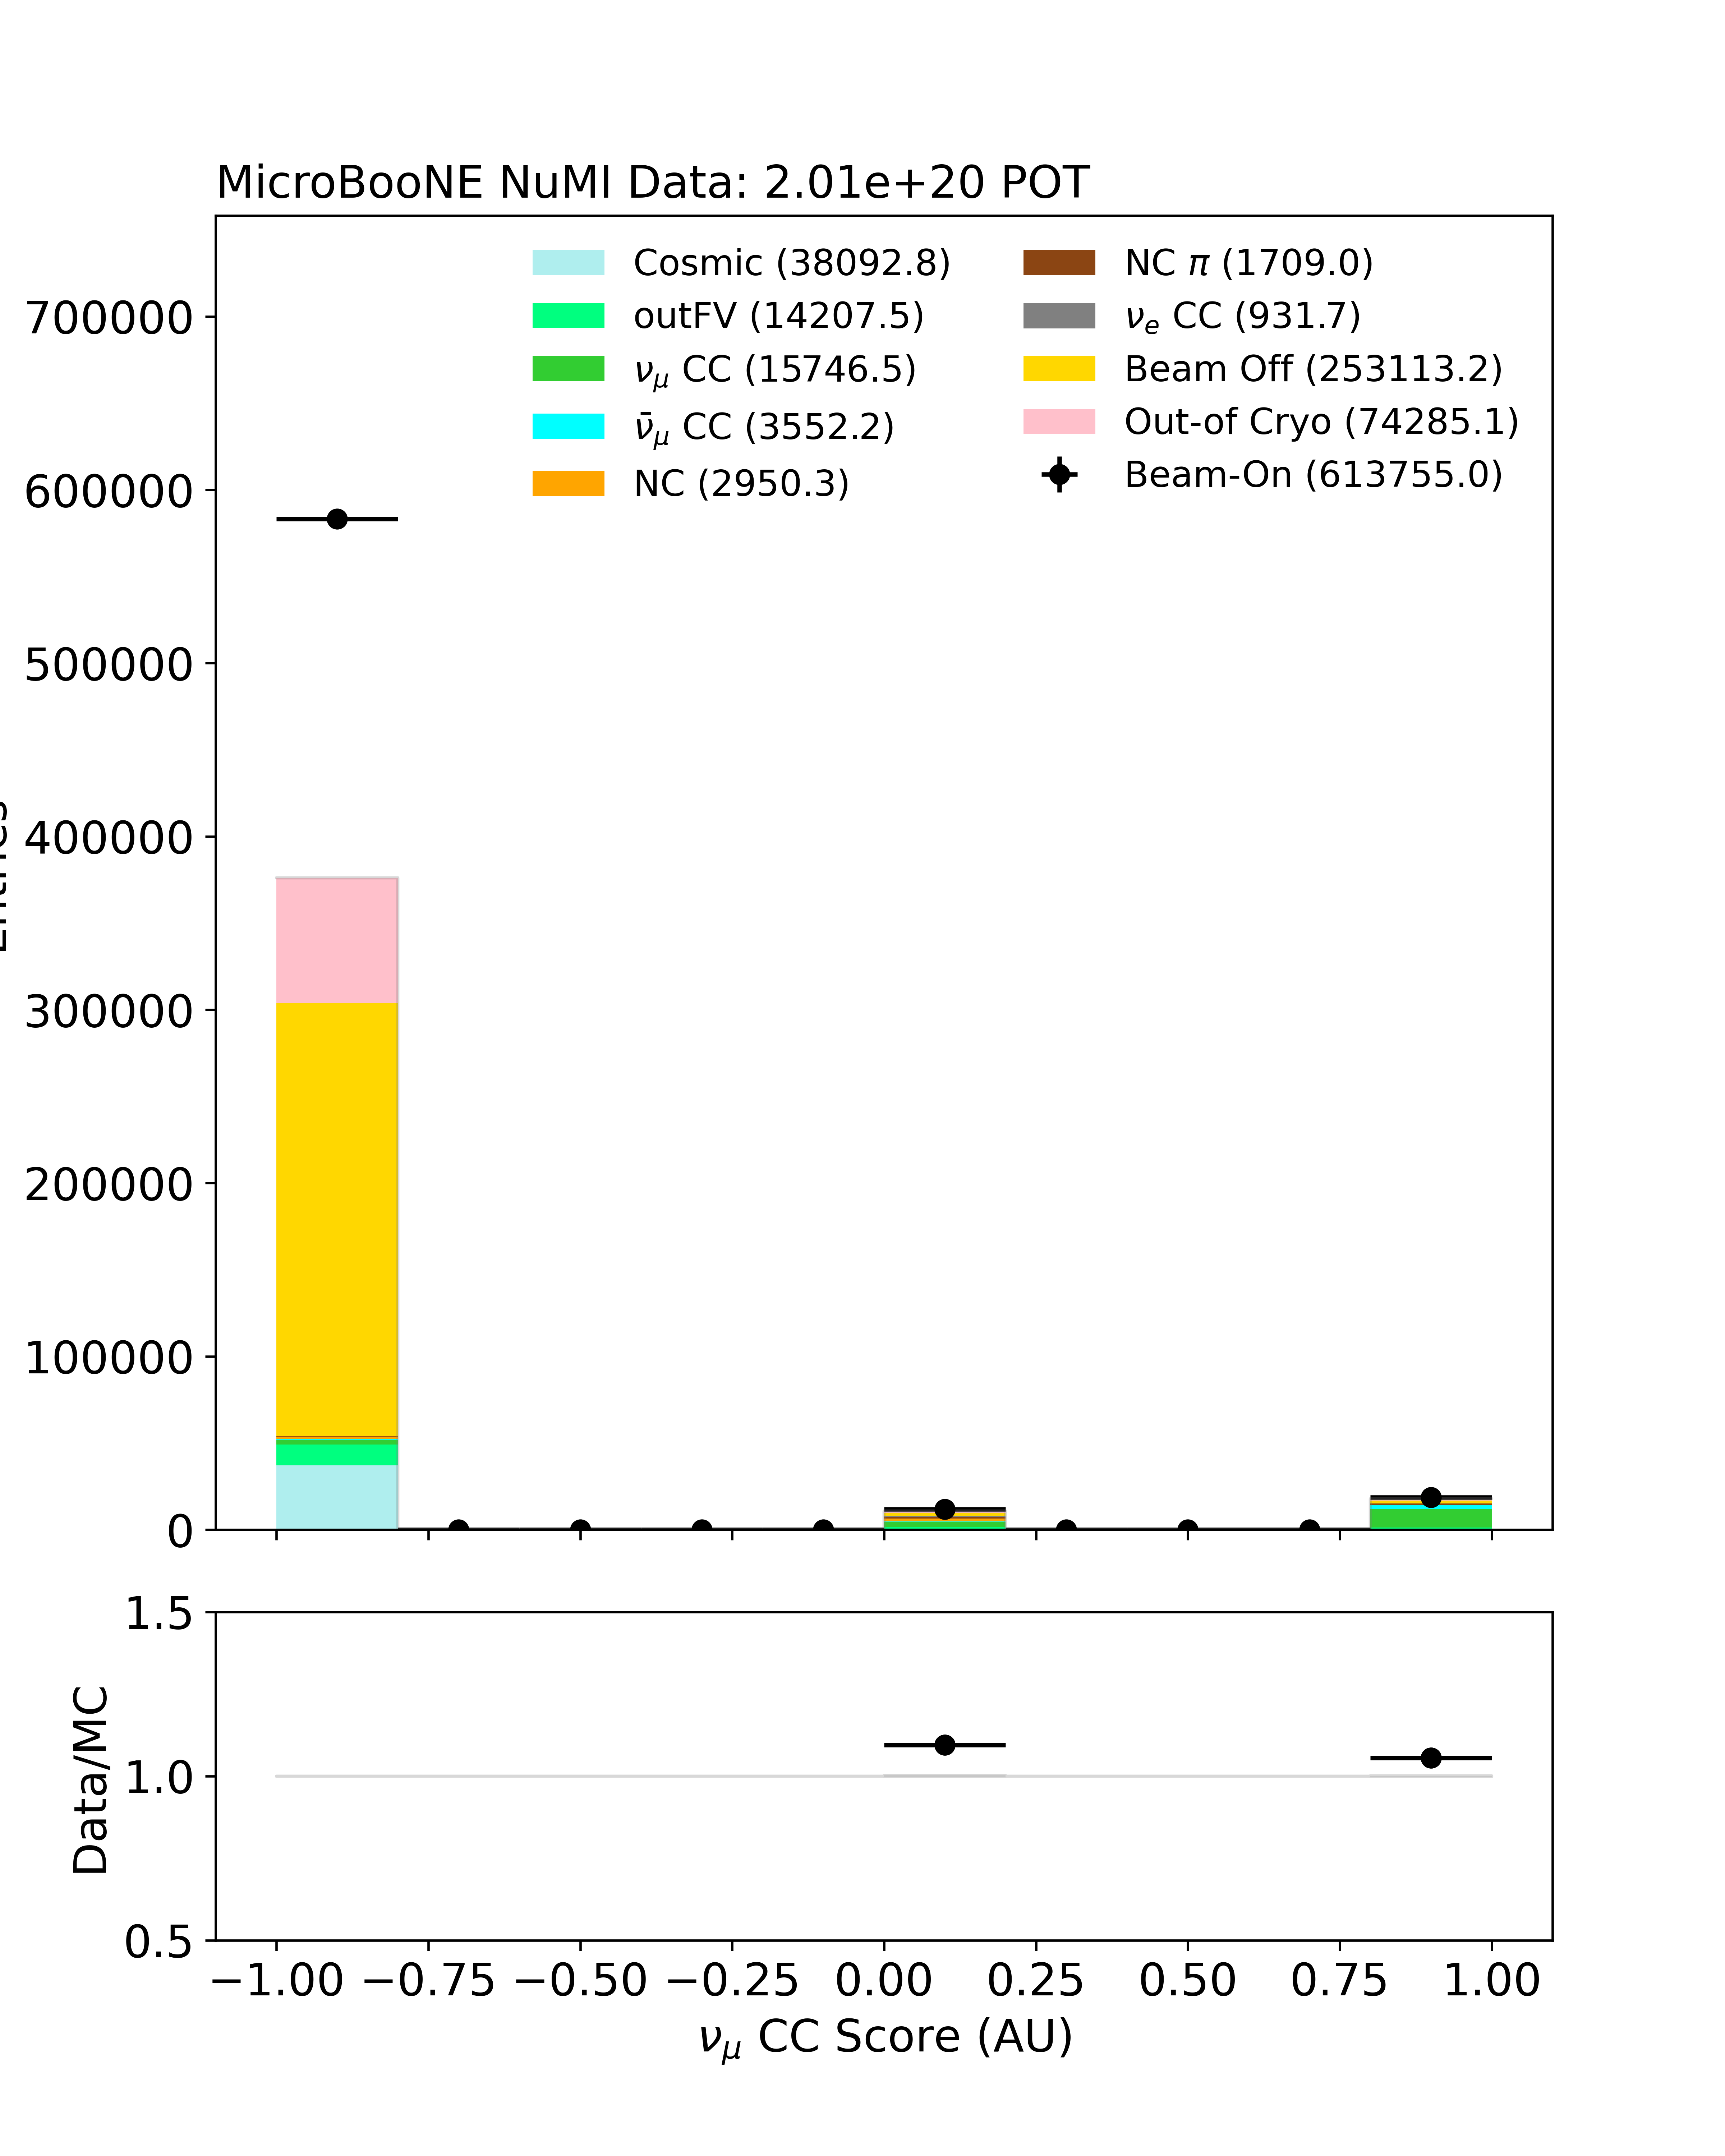 MicroBooNE NuMI Data: 2.01e+20 POT
Cosmic (38092.8)
outFV (14207.5)
νμ CC (15746.5)
ν̄μ CC (3552.2)
NC (2950.3)
NC π (1709.0)
νe CC (931.7)
Beam Off (253113.2)
Out-of Cryo (74285.1)
Beam-On (613755.0)
700000
600000
500000
400000
300000
200000
100000
0
1.5
1.0
0.5
Data/MC
−1.00 −0.75 −0.50 −0.25 0.00 0.25 0.50 0.75 1.00
νμ CC Score (AU)